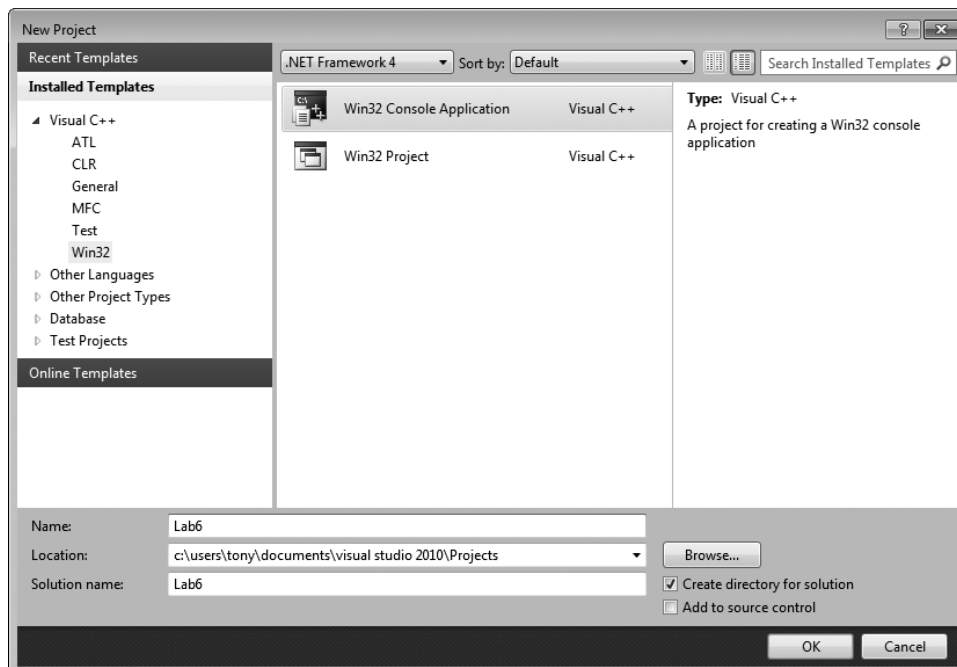 New Project
Recent Templates
Installed Templates
Visual C++
ATL
CLR
General
MFC
Test
Win32
Other Languages
Other Project Types
Database
Test Projects
Online Templates
.NET Framework 4
Sort by: Default
Search Installed Templates
Win32 Console Application Visual C++
Win32 Project Visual C++
Type: Visual C++
A project for creating a Win32 console
application
Name: Lab6
Location: c:\users\tony\documents\visual studio 2010\Projects
Browse...
Solution name: Lab6
Create directory for solution
Add to source control
OK
Cancel